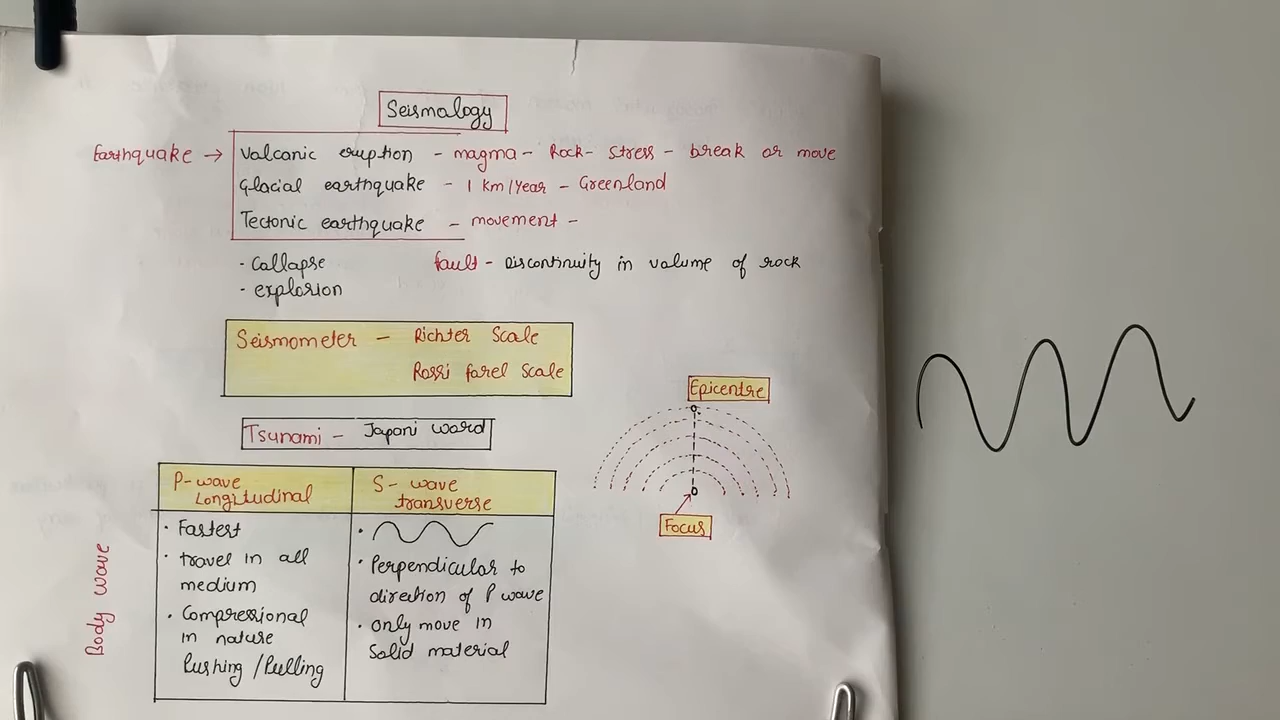 Seismalogy
Earthquake → Valcanic eruption - magma - Rock - stress - break or move
Glacial earthquake - 1 km/year - Greenland
Tectonic earthquake - movement -
· Collapse
fault - Discontinuity in valume of rock
· explosion
Seismometer - Richter Scale
Rossi farel scale
Epicentre
Tsunami - Japani word
P-wave Longitudinal
S-wave transverse
Focus
· Fastest
· travel in all
medium
· Compressional
in nature
Pushing/Pulling
· Perpendicular to
direction of P wave
· only move in
Solid material
Body wave